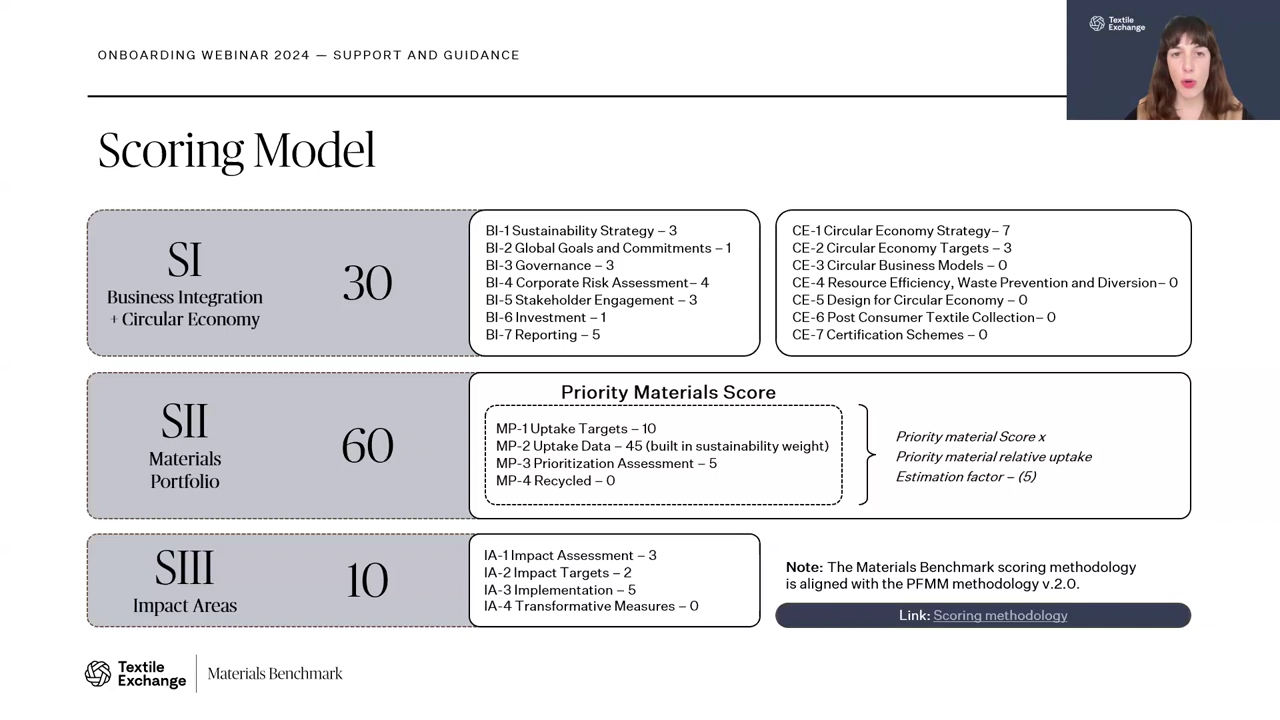 ONBOARDING WEBINAR 2024 — SUPPORT AND GUIDANCE
Textile
Exchange
Scoring Model
SI
Business Integration
+ Circular Economy
30
BI-1 Sustainability Strategy – 3
BI-2 Global Goals and Commitments – 1
BI-3 Governance – 3
BI-4 Corporate Risk Assessment– 4
BI-5 Stakeholder Engagement – 3
BI-6 Investment – 1
BI-7 Reporting – 5
CE-1 Circular Economy Strategy– 7
CE-2 Circular Economy Targets – 3
CE-3 Circular Business Models – 0
CE-4 Resource Efficiency, Waste Prevention and Diversion– 0
CE-5 Design for Circular Economy – 0
CE-6 Post Consumer Textile Collection– 0
CE-7 Certification Schemes – 0
SII
Materials
Portfolio
60
Priority Materials Score
MP-1 Uptake Targets – 10
MP-2 Uptake Data – 45 (built in sustainability weight)
MP-3 Prioritization Assessment – 5
MP-4 Recycled – 0
Priority material Score x
Priority material relative uptake
Estimation factor – (5)
SIII
Impact Areas
10
IA-1 Impact Assessment – 3
IA-2 Impact Targets – 2
IA-3 Implementation – 5
IA-4 Transformative Measures – 0
Note: The Materials Benchmark scoring methodology
is aligned with the PFMM methodology v.2.0.
Link: Scoring methodology
Textile
Exchange
Materials Benchmark